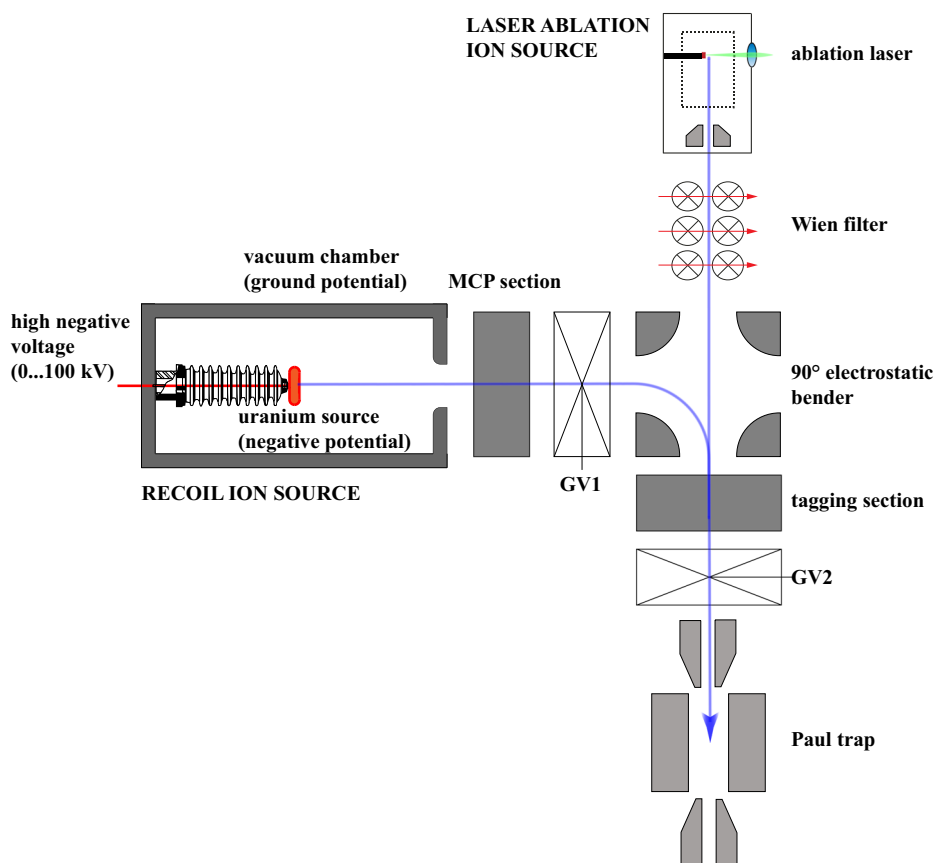 LASER ABLATION
ION SOURCE
ablation laser
Wien filter
vacuum chamber
(ground potential)
MCP section
high negative
voltage
(0...100 kV)
90° electrostatic
bender
uranium source
(negative potential)
GV1
RECOIL ION SOURCE
tagging section
GV2
Paul trap